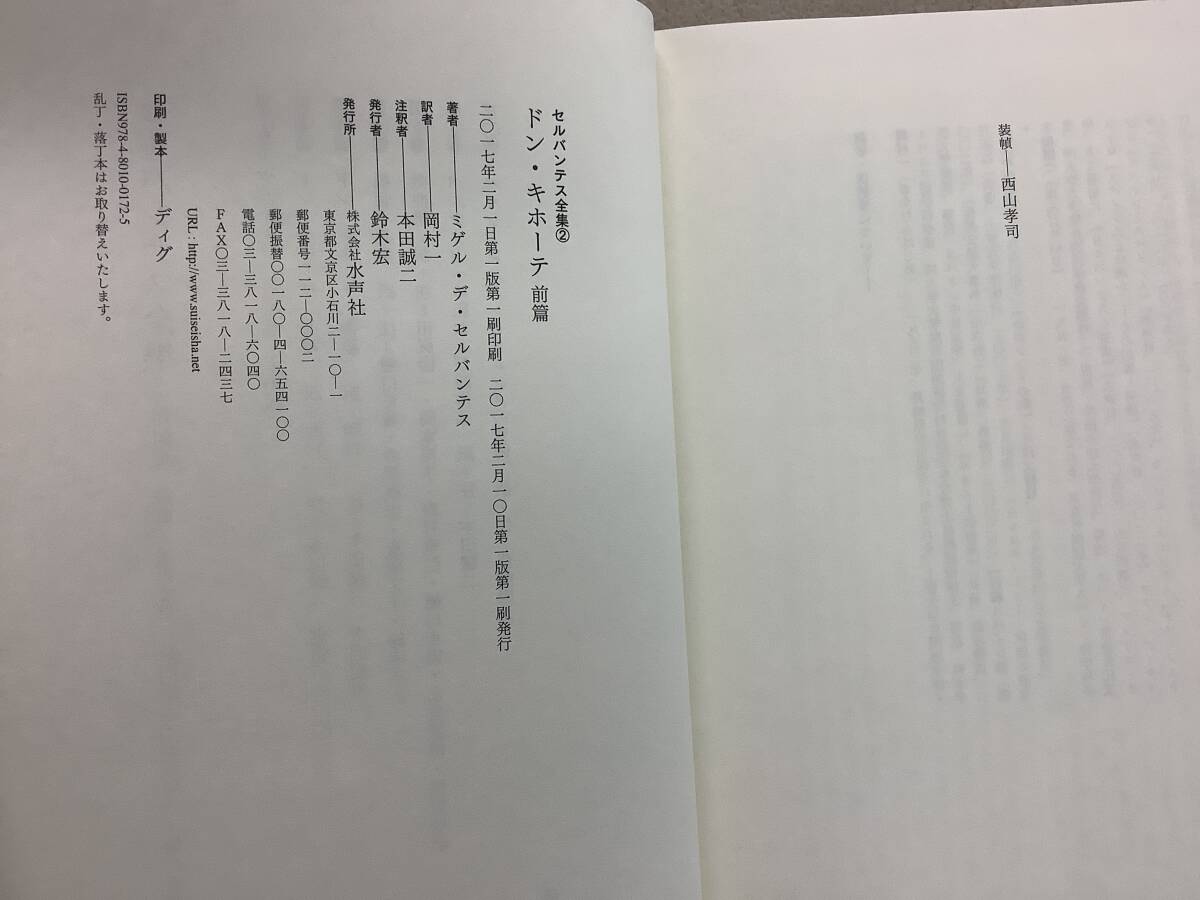 装幀――西山孝司
セルバンテス全集②
ドン・キホーテ 前篇
二〇一七年二月一日第一版第一刷印刷 二〇一七年二月一〇日第一版第一刷発行
著者――――ミゲル・デ・セルバンテス
訳者――――岡村一
注釈者――――本田誠二
発行者――――鈴木宏
発行所――――株式会社水声社
東京都文京区小石川二―一〇―一
郵便番号一一二―〇〇〇二
郵便振替〇〇一八〇―四―六五四一〇〇
電話〇三―三八一八―六〇四〇
FAX〇三―三八一八―二四三七
URL : http://www.suiseisha.net
印刷・製本――――ディグ
ISBN978-4-8010-0172-5
乱丁・落丁本はお取り替えいたします。